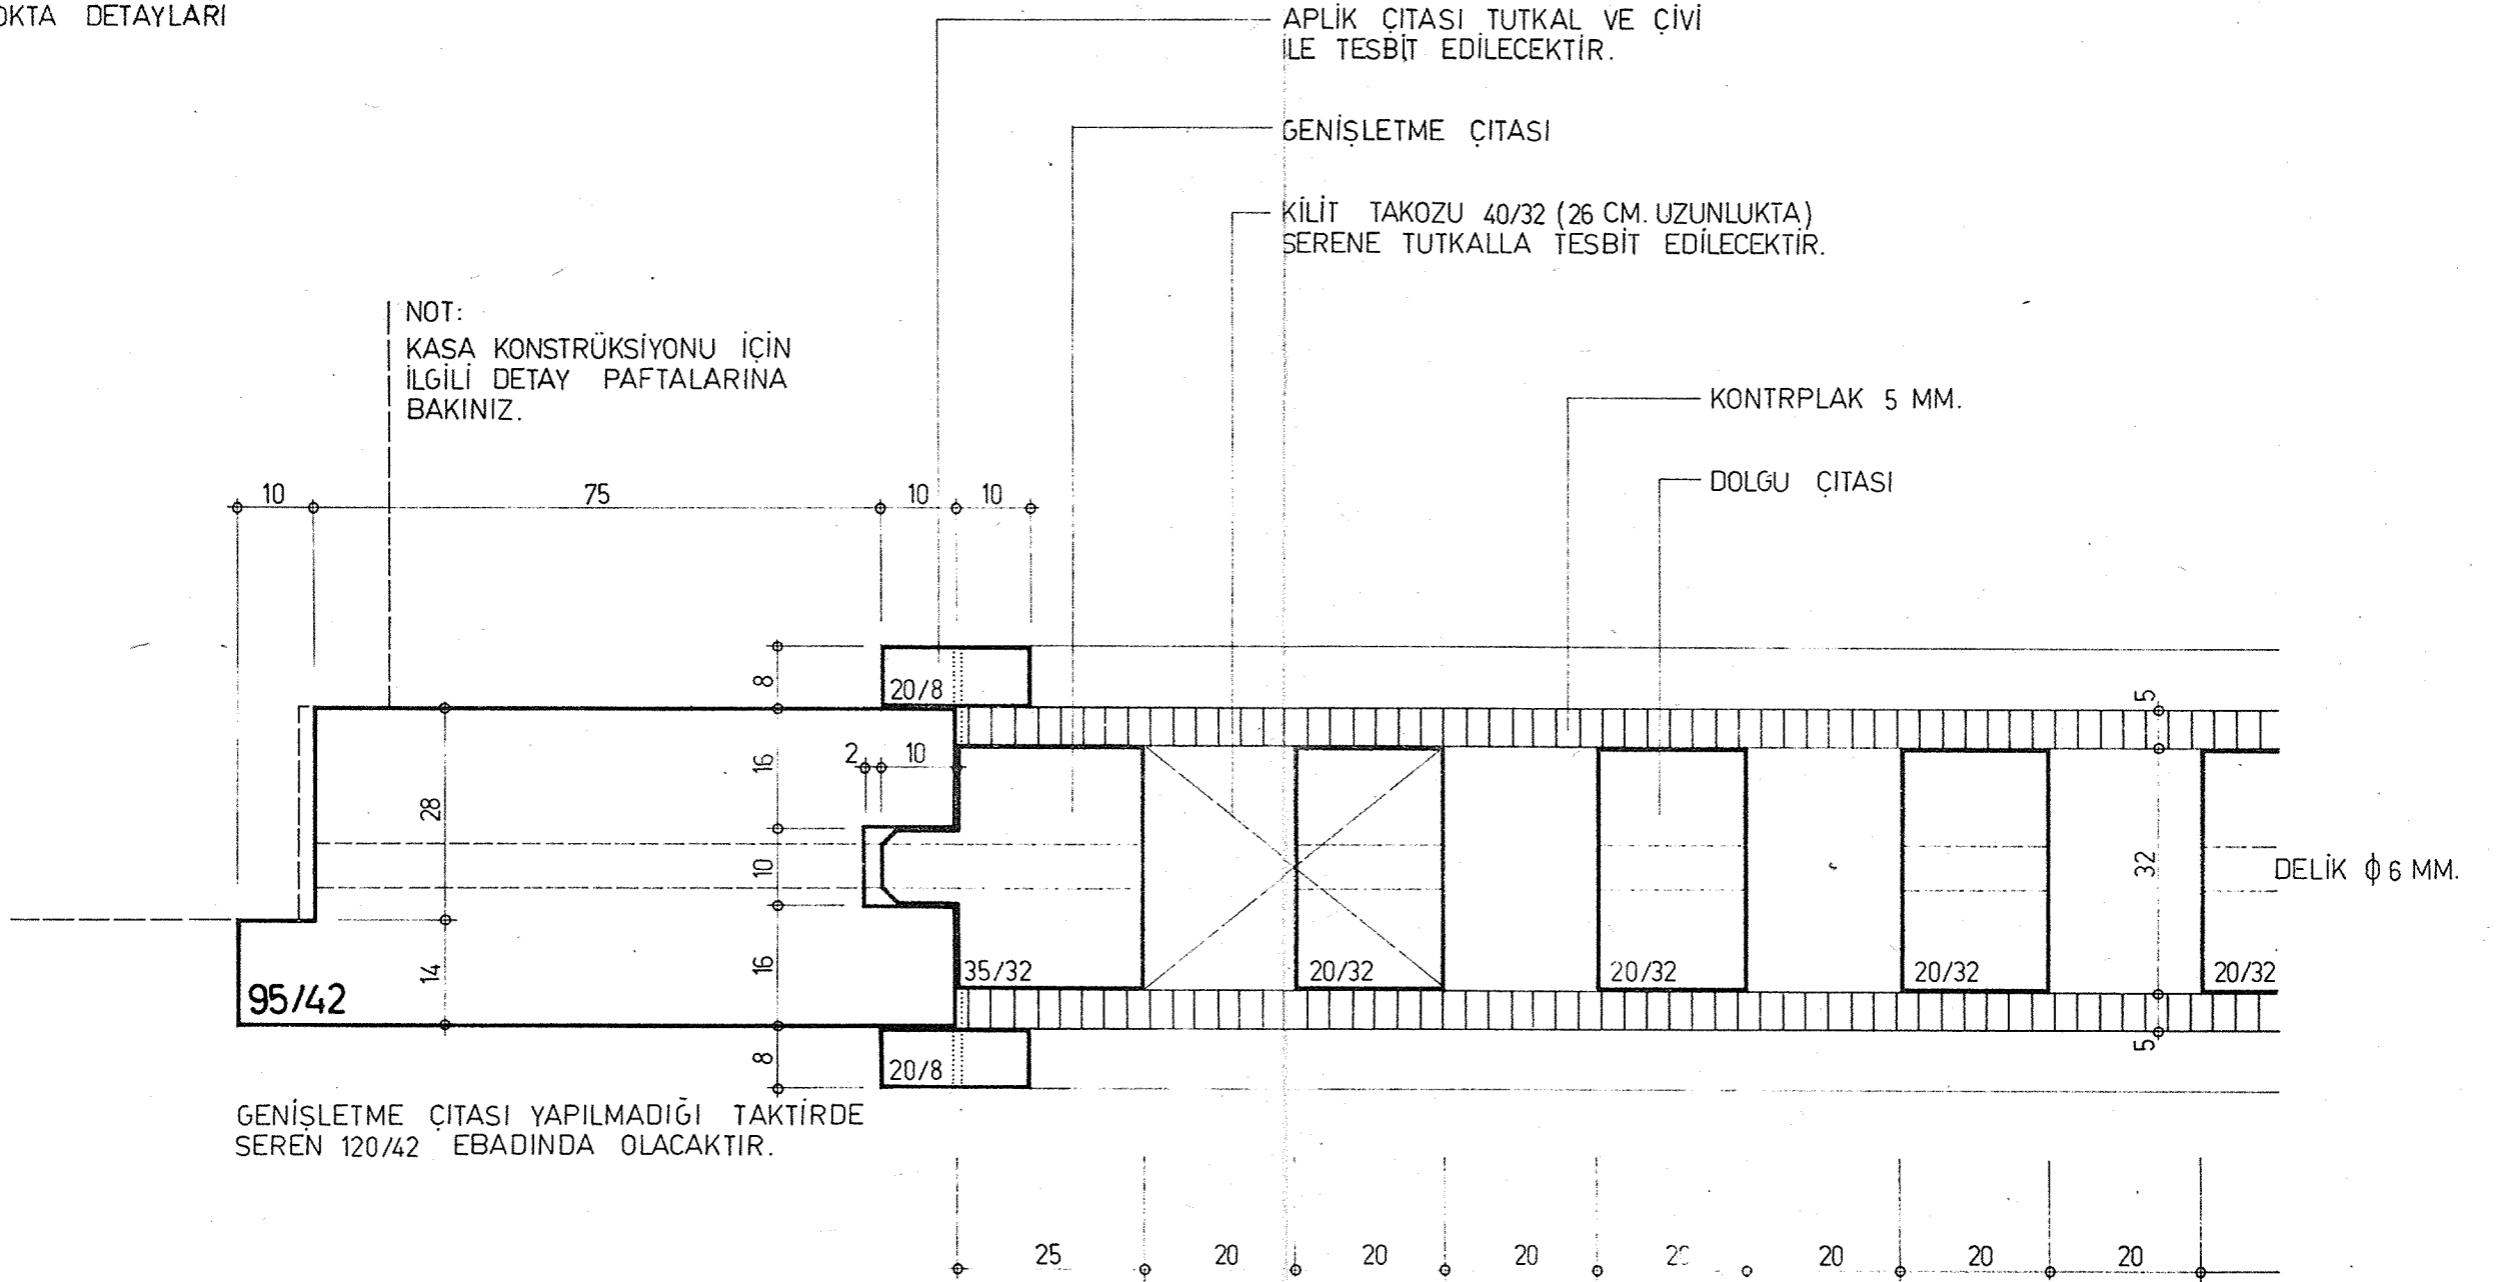 DETAYLARI
APLİK ÇITASI TUTKAL VE ÇİVİ
İLE TESBİT EDİLECEKTİR.
GENİŞLETME ÇITASI
KİLİT TAKOZU 40/32 (26 CM. UZUNLUKTA)
SERENE TUTKALLA TESBİT EDİLECEKTİR.
NOT:
KASA KONSTRÜKSİYONU İÇİN
İLGİLİ DETAY PAFTALARINA
BAKINIZ.
KONTRPLAK 5 MM.
DOLGU ÇITASI
10 75 10 10
8
20/8
5
16
2 10
28
10
32
DELİK ϕ 6 MM.
14
16
95/42
35/32
20/32
20/32
20/32
20/32
5
8
20/8
GENİŞLETME ÇITASI YAPILMADIĞI TAKTİRDE
SEREN 120/42 EBADINDA OLACAKTIR.
25 20 20 20 20 20 20